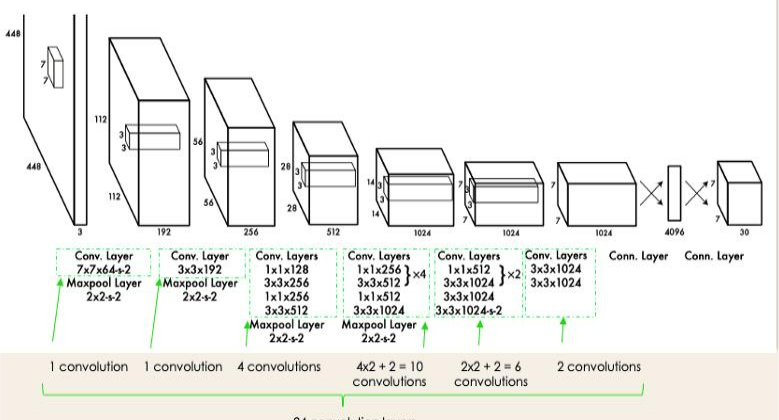 448
7
7
448
3
112
3
3
112
192
56
3
3
56
256
28
3
3
28
512
14
3
3
14
1024
7
3
3
7
1024
7
7
1024
4096
7
7
30
Conv. Layer
7x7x64-s-2
Maxpool Layer
2x2-s-2
Conv. Layer
3x3x192
Maxpool Layer
2x2-s-2
Conv. Layers
1x1x128
3x3x256
1x1x256
3x3x512
Maxpool Layer
2x2-s-2
Conv. Layers
1x1x256
3x3x512 }x4
1x1x512
3x3x1024
Maxpool Layer
2x2-s-2
Conv. Layers
1x1x512
3x3x1024 }x2
3x3x1024
3x3x1024-s-2
Conv. Layers
3x3x1024
3x3x1024
Conn. Layer
Conn. Layer
1 convolution
1 convolution
4 convolutions
4x2 + 2 = 10
convolutions
2x2 + 2 = 6
convolutions
2 convolutions